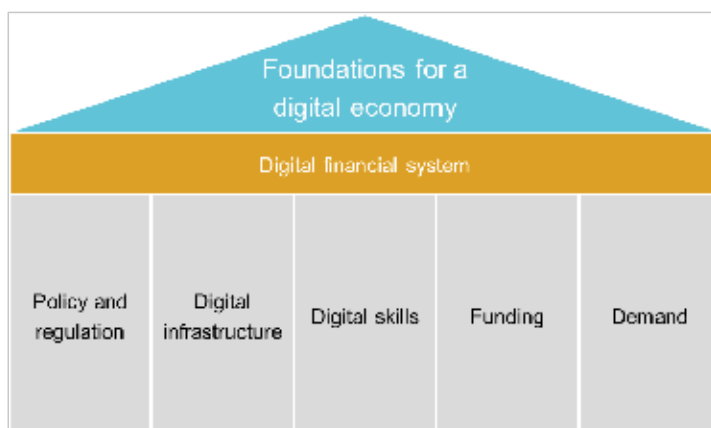 Foundations for a
digital economy
Digital financial system
Policy and
regulation
Digital
infrastructure
Digital skills
Funding
Demand